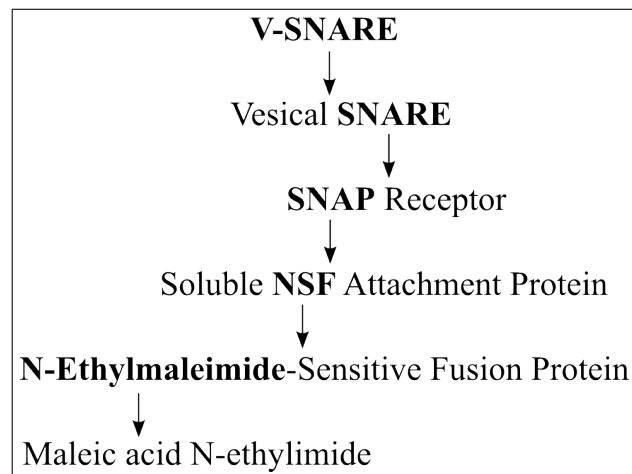 V-SNARE
Vesical SNARE
SNAP Receptor
Soluble NSF Attachment Protein
N-Ethylmaleimide-Sensitive Fusion Protein
Maleic acid N-ethylimide